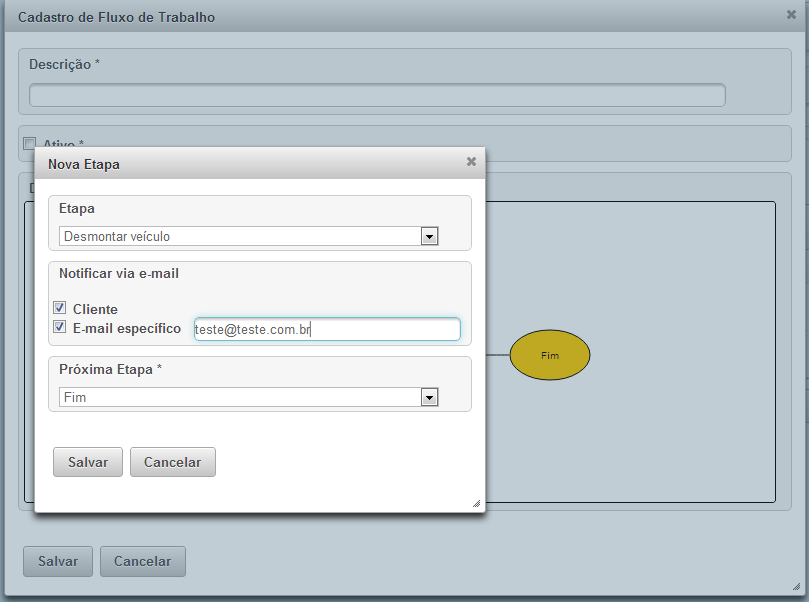 Cadastro de Fluxo de Trabalho
Descrição *
Ativo *
Nova Etapa
Etapa
Desmontar veículo
Notificar via e-mail
Cliente
E-mail específico teste@teste.com.br
Próxima Etapa *
Fim
Salvar Cancelar
Fim
Salvar Cancelar